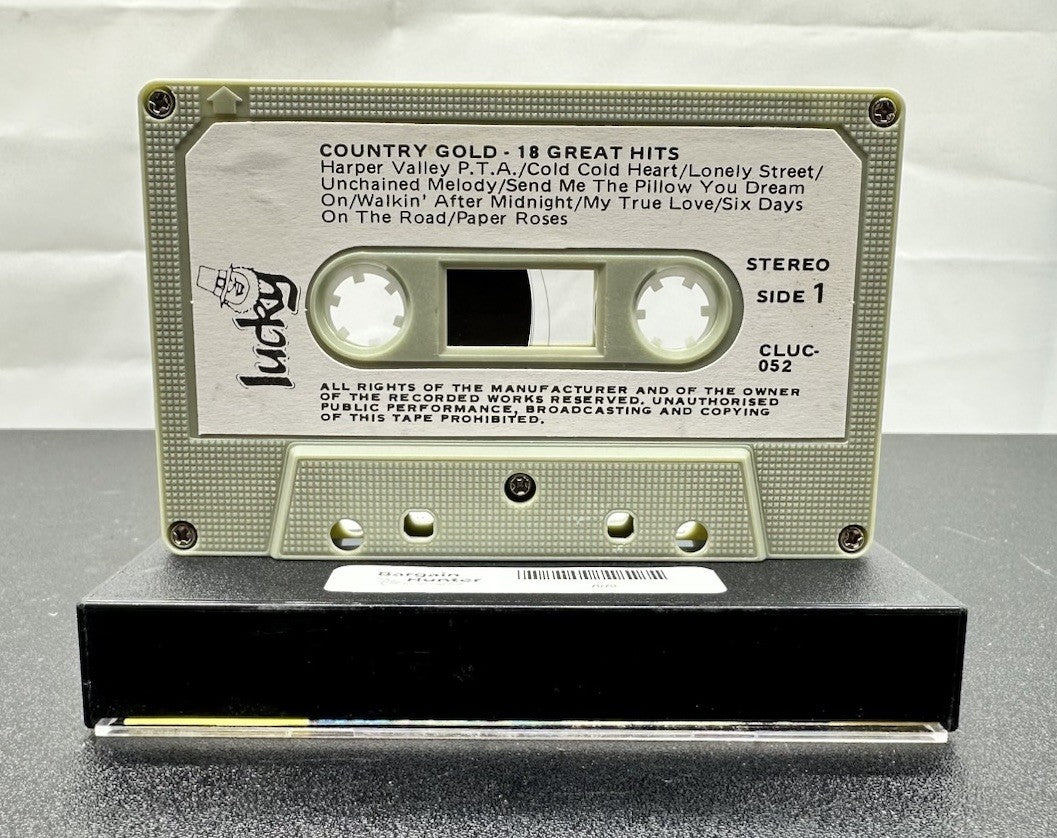 COUNTRY GOLD - 18 GREAT HITS
Harper Valley P.T.A./Cold Cold Heart/Lonely Street/
Unchained Melody/Send Me The Pillow You Dream
On/Walkin' After Midnight/My True Love/Six Days
On The Road/Paper Roses
lucky
STEREO
SIDE 1
CLUC-
052
ALL RIGHTS OF THE MANUFACTURER AND OF THE OWNER
OF THE RECORDED WORKS RESERVED. UNAUTHORISED
PUBLIC PERFORMANCE, BROADCASTING AND COPYING
OF THIS TAPE PROHIBITED.
Bargain
Hunter